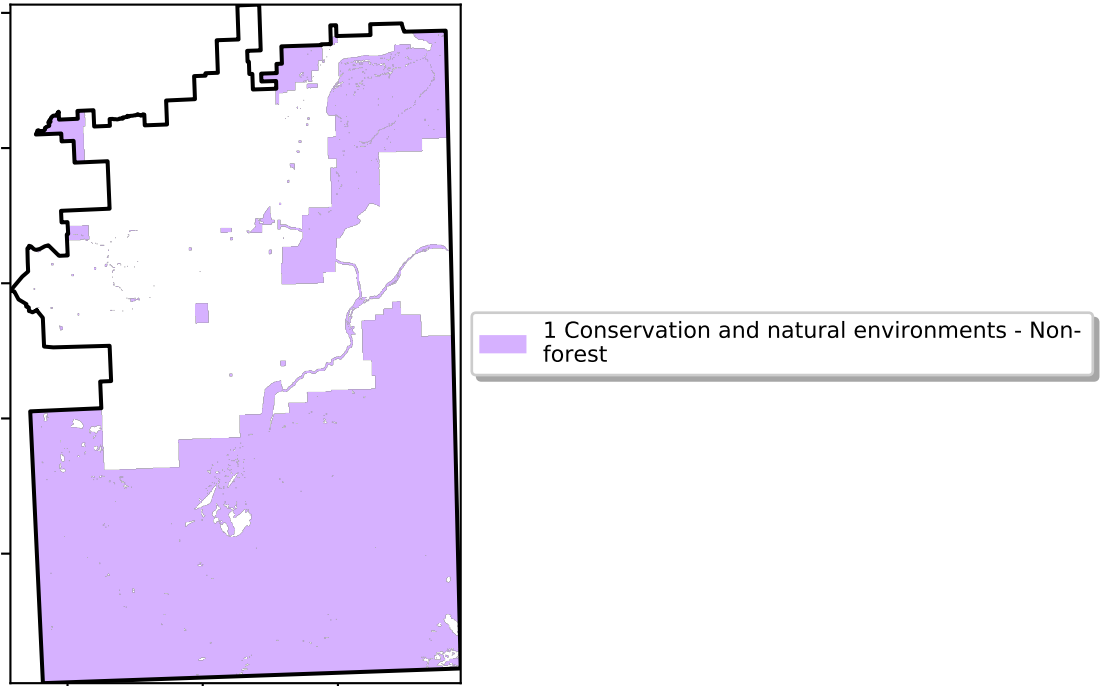 1 Conservation and natural environments - Non-
forest